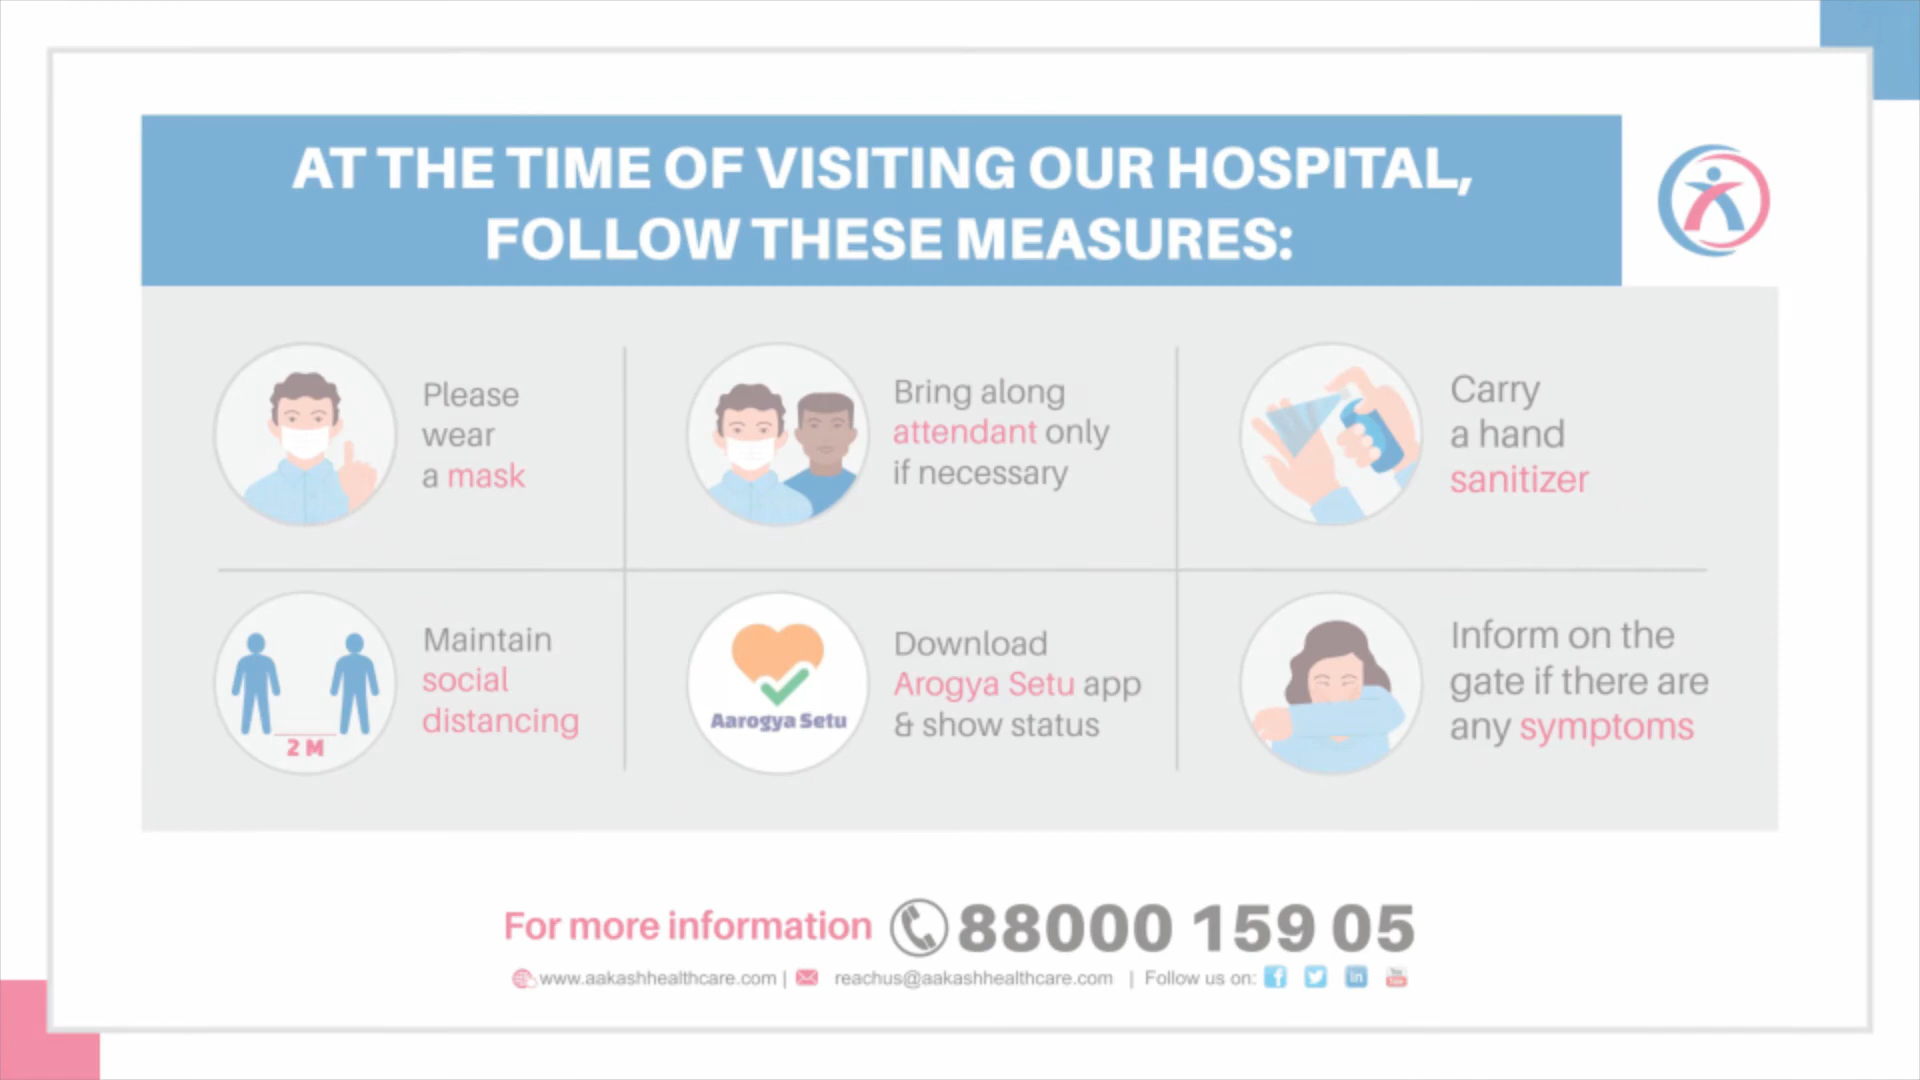 AT THE TIME OF VISITING OUR HOSPITAL,
FOLLOW THESE MEASURES:
Please
wear
a mask
Bring along
attendant only
if necessary
Carry
a hand
sanitizer
2 M
Maintain
social
distancing
Aarogya Setu
Download
Arogya Setu app
& show status
Inform on the
gate if there are
any symptoms
For more information 88000 159 05
www.aakashhealthcare.com | reachus@aakashhealthcare.com | Follow us on: